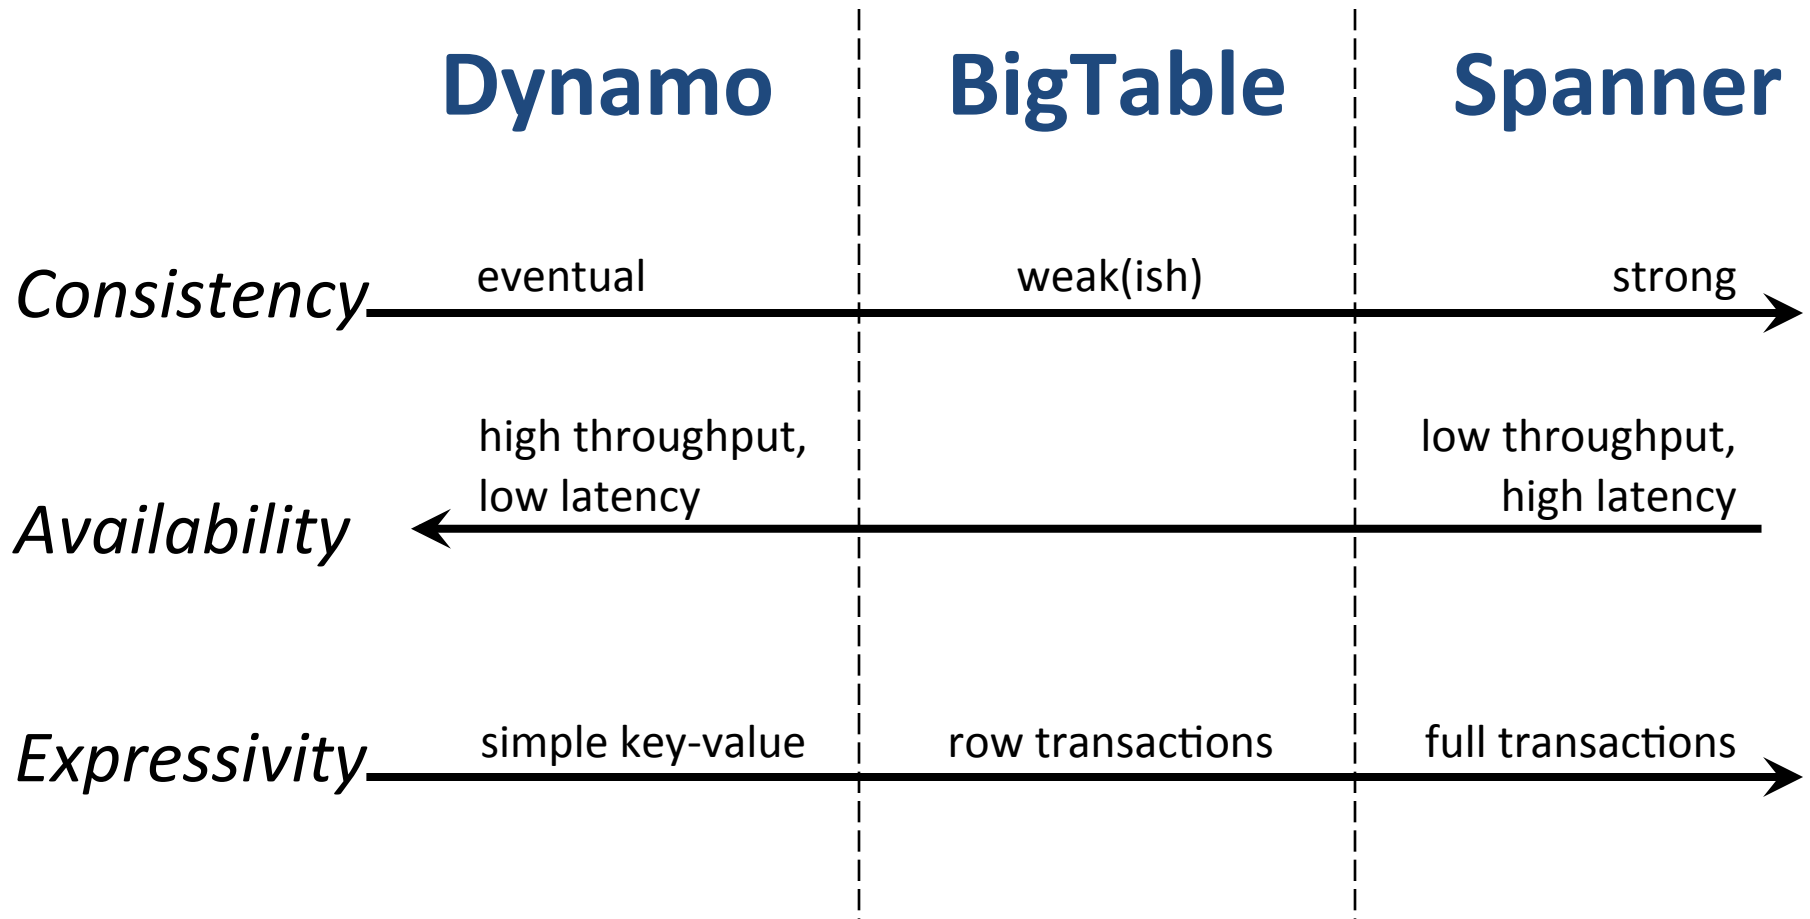 Dynamo BigTable Spanner
Consistency eventual weak(ish) strong
high throughput, low throughput,
low latency high latency
Availability
Expressivity simple key-value row transactions full transactions